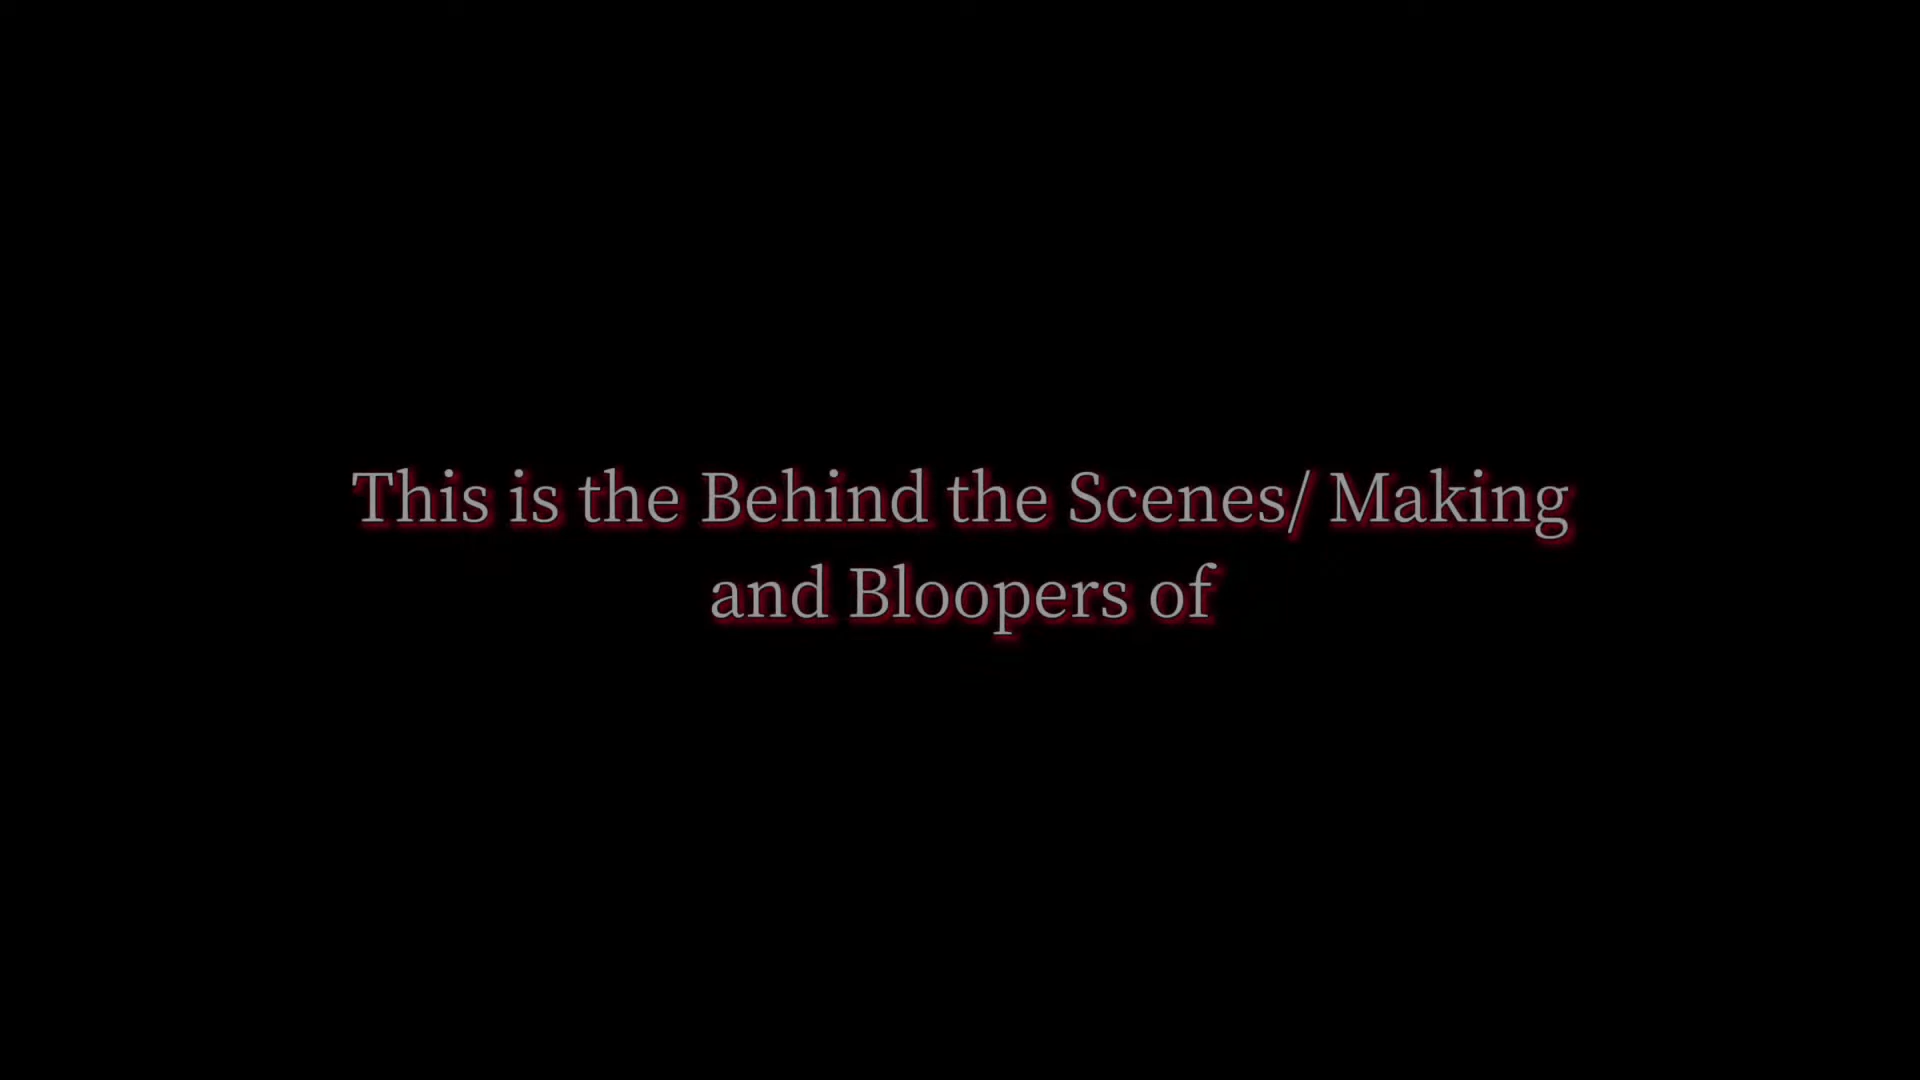 This is the Behind the Scenes/ Making
and Bloopers of